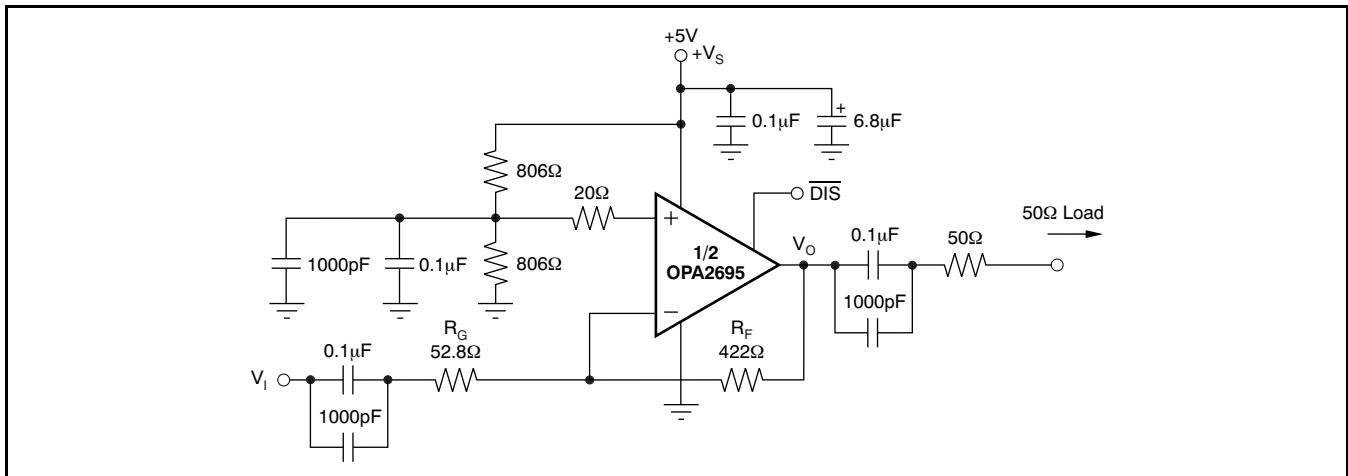 +5V
+V_S
0.1μF
+
6.8μF
806Ω
20Ω
DIS
50Ω Load
+
1/2
OPA2695
V_O
0.1μF
50Ω
1000pF
0.1μF
806Ω
1000pF
−
R_G
52.8Ω
R_F
422Ω
0.1μF
V_I
1000pF